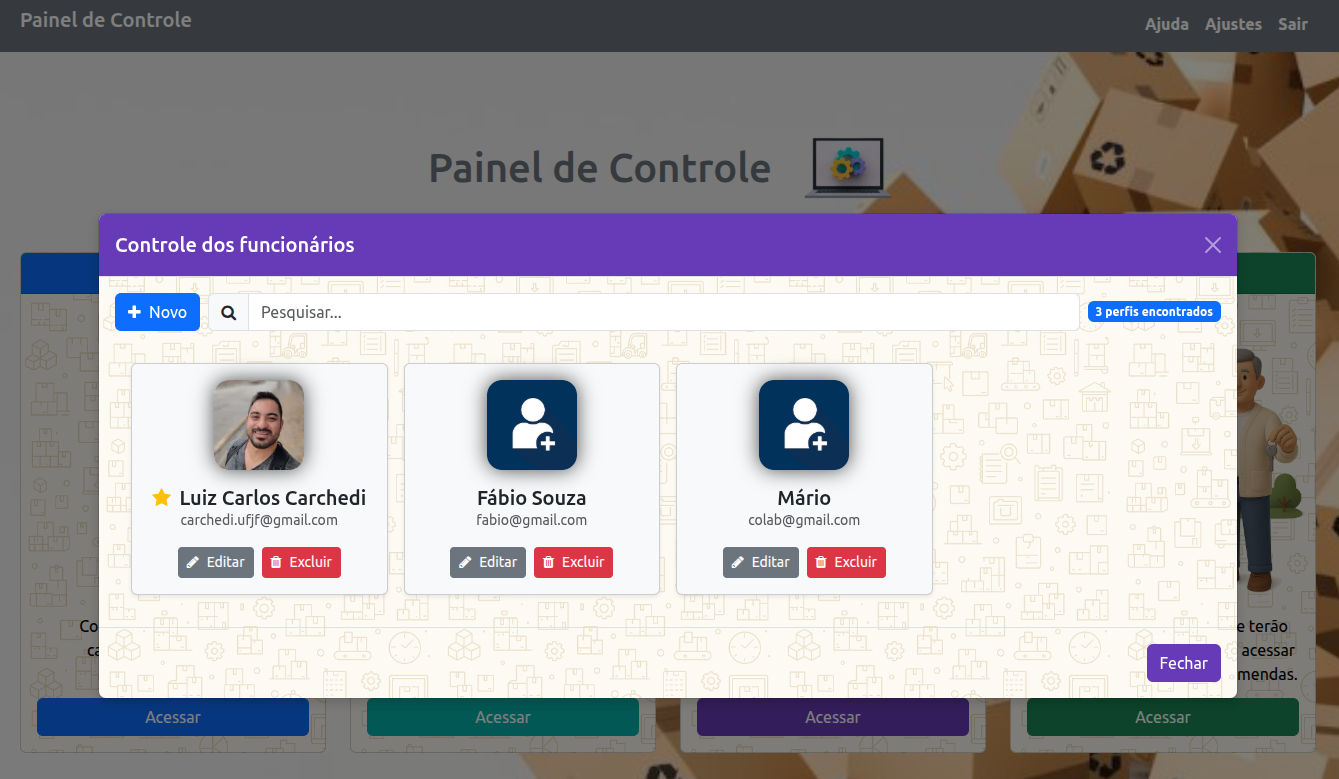 Painel de Controle
Ajuda Ajustes Sair
Painel de Controle
Controle dos funcionários
Novo
Pesquisar...
3 perfis encontrados
Luiz Carlos Carchedi
carchedi.ufjf@gmail.com
Editar Excluir
Fábio Souza
fabio@gmail.com
Editar Excluir
Mário
colab@gmail.com
Editar Excluir
Fechar
Co
ca
e terão
acessar
mendas.
Acessar
Acessar
Acessar
Acessar